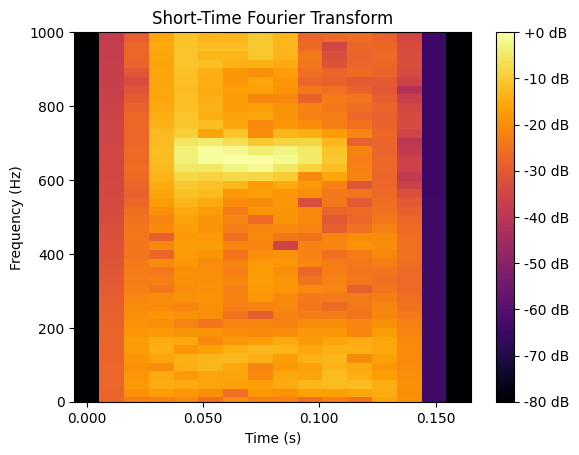 Short-Time Fourier Transform
1000
800
600
400
200
0
Frequency (Hz)
0.000
0.050
0.100
0.150
Time (s)
+0 dB
-10 dB
-20 dB
-30 dB
-40 dB
-50 dB
-60 dB
-70 dB
-80 dB